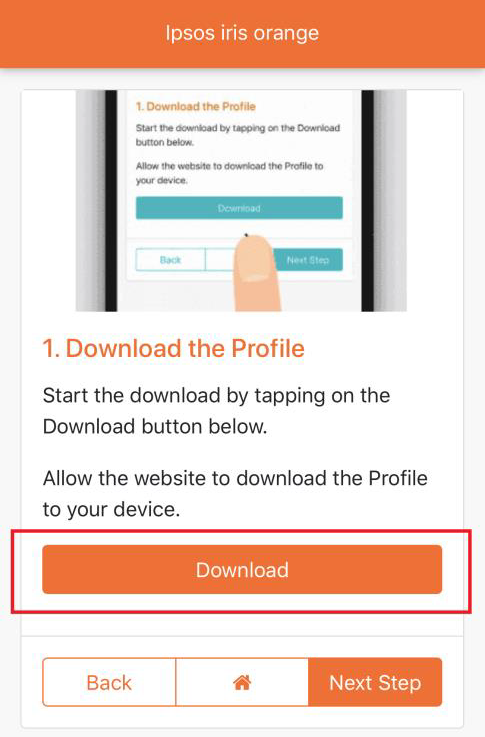 Ipsos iris orange
1. Download the Profile
Start the download by tapping on the Download
button below.
Allow the website to download the Profile to
your device.
Download
Back
Next Step
1. Download the Profile
Start the download by tapping on the
Download button below.
Allow the website to download the Profile
to your device.
Download
Back
Next Step